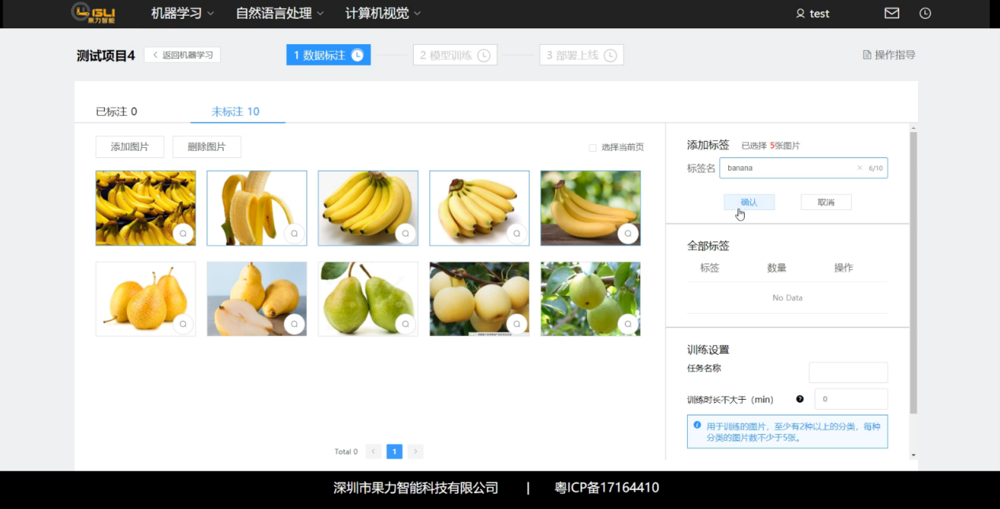 GLI
果力智能
机器学习
自然语言处理
计算机视觉
test
测试项目4
返回机器学习
1 数据标注
2 模型训练
3 部署上线
操作指导
已标注 0
未标注 10
添加图片
删除图片
选择当前页
添加标签 已选择 5张图片
标签名 banana 6/10
确认
取消
全部标签
标签 数量 操作
No Data
训练设置
任务名称
训练时长不大于（min） 0
用于训练的图片，至少有2种以上的分类，每种
分类的图片数不少于5张。
Total 0 < 1 >
深圳市果力智能科技有限公司 | 粤ICP备17164410